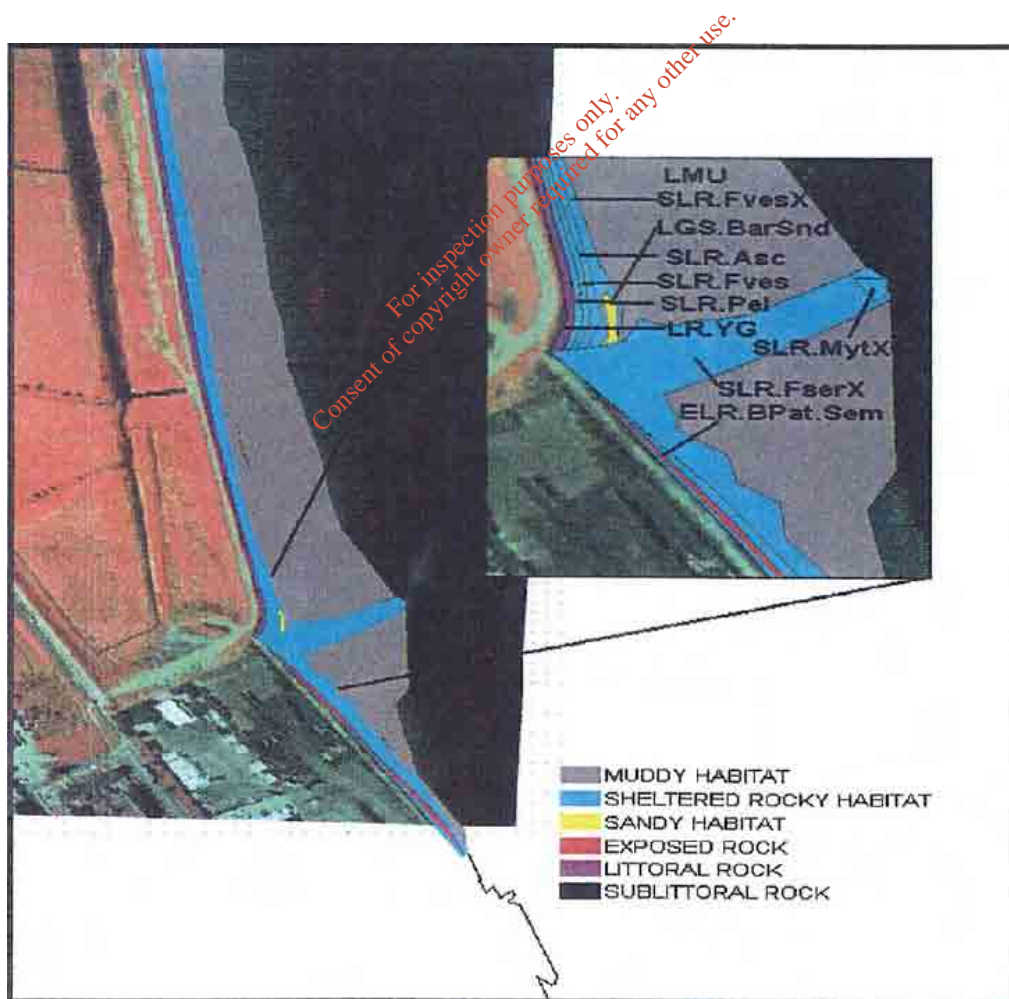 For inspection purposes only.
Consent of copyright owner required for any other use.
LMU
SLR.FvesX
LGS.BarSnd
SLR.Asc
SLR.Fves
SLR.Pel
LR.YG
SLR.MytX
SLR.FserX
ELR.BPat.Sem
MUDDY HABITAT
SHELTERED ROCKY HABITAT
SANDY HABITAT
EXPOSED ROCK
LITTORAL ROCK
SUBLITTORAL ROCK